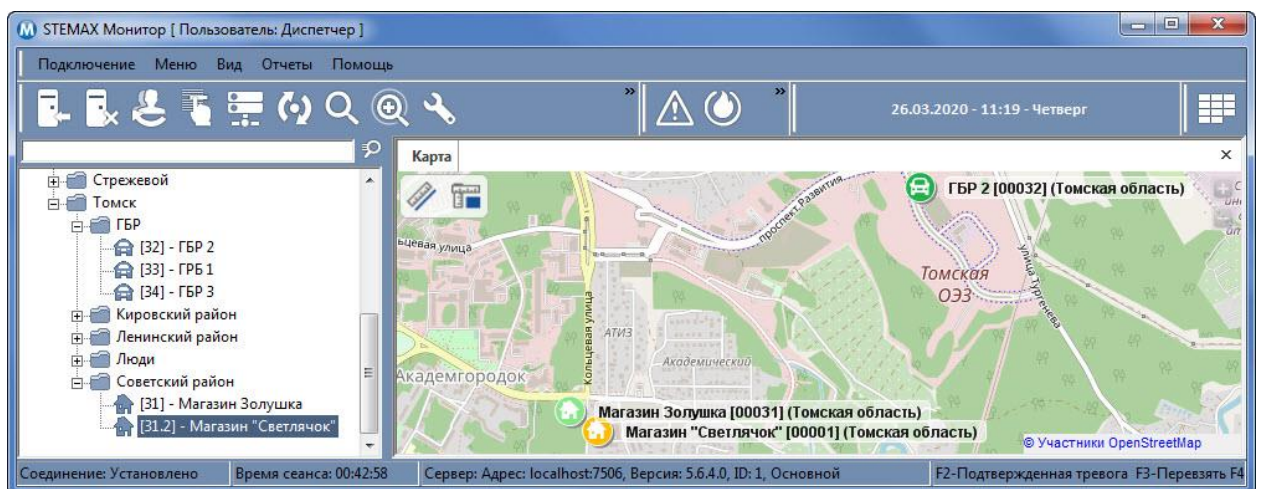 STEMAX Монитор [ Пользователь: Диспетчер ]
Подключение Меню Вид Отчеты Помощь
26.03.2020 - 11:19 - Четверг
Карта
Стрежевой
Томск
ГБР
[32] - ГБР 2
[33] - ГРБ 1
[34] - ГБР 3
Кировский район
Ленинский район
Люди
Советский район
[31] - Магазин Золушка
[31.2] - Магазин "Светлячок"
ГБР 2 [00032] (Томская область)
проспект Развития
улица Тургенева
Томская
ОЭЗ
Кольцевая улица
АТИЗ
Академический
Академгородок
Магазин Золушка [00031] (Томская область)
Магазин "Светлячок" [00001] (Томская область)
© Участники OpenStreetMap
Соединение: Установлено Время сеанса: 00:42:58 Сервер: Адрес: localhost:7506, Версия: 5.6.4.0, ID: 1, Основной F2-Подтвержденная тревога F3-Перевзять F4